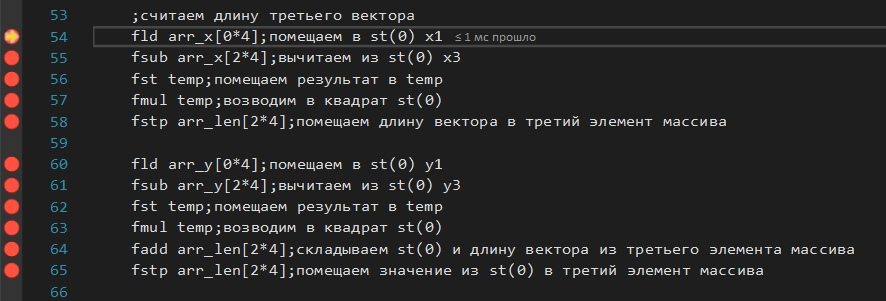 53 ;считаем длину третьего вектора
54 fld arr_x[0*4];помещаем в st(0) x1 ≤ 1 мс прошло
55 fsub arr_x[2*4];вычитаем из st(0) x3
56 fst temp;помещаем результат в temp
57 fmul temp;возводим в квадрат st(0)
58 fstp arr_len[2*4];помещаем длину вектора в третий элемент массива
59
60 fld arr_y[0*4];помещаем в st(0) y1
61 fsub arr_y[2*4];вычитаем из st(0) y3
62 fst temp;помещаем результат в temp
63 fmul temp;возводим в квадрат st(0)
64 fadd arr_len[2*4];складываем st(0) и длину вектора из третьего элемента массива
65 fstp arr_len[2*4];помещаем значение из st(0) в третий элемент массива
66